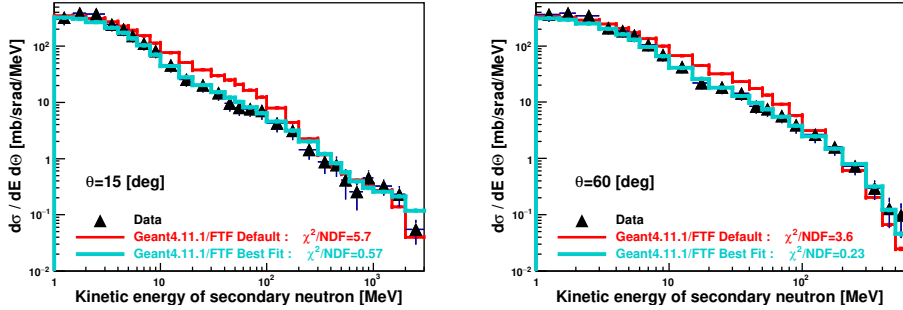 dσ / dE dΘ [mb/srad/MeV]
10²
10
1
10⁻¹
10⁻²
θ=15 [deg]
Data
Geant4.11.1/FTF Default : χ²/NDF=5.7
Geant4.11.1/FTF Best Fit : χ²/NDF=0.57
1 10 10² 10³
Kinetic energy of secondary neutron [MeV]
dσ / dE dΘ [mb/srad/MeV]
10²
10
1
10⁻¹
10⁻²
θ=60 [deg]
Data
Geant4.11.1/FTF Default : χ²/NDF=3.6
Geant4.11.1/FTF Best Fit : χ²/NDF=0.23
1 10 10²
Kinetic energy of secondary neutron [MeV]